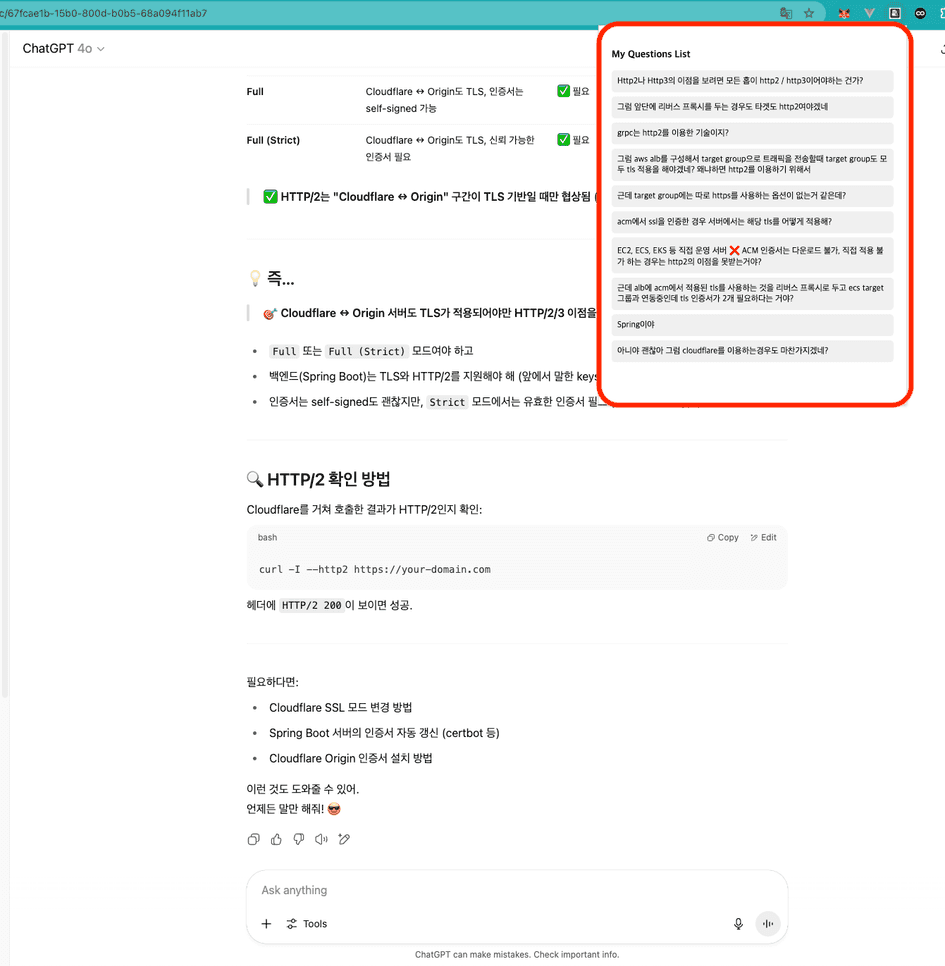 c/67fcae1b-15b0-800d-b0b5-68a094f11ab7
ChatGPT 4o
Full
Cloudflare ↔ Origin도 TLS, 인증서는
self-signed 가능
✅ 필요
Full (Strict)
Cloudflare ↔ Origin도 TLS, 신뢰 가능한
인증서 필요
✅ 필요
✅ HTTP/2는 "Cloudflare ↔ Origin" 구간이 TLS 기반일 때만 협상됨 (
💡 즉...
🎯 Cloudflare ↔ Origin 서버도 TLS가 적용되어야만 HTTP/2/3 이점을
• Full 또는 Full (Strict) 모드여야 하고
• 백엔드(Spring Boot)는 TLS와 HTTP/2를 지원해야 해 (앞에서 말한 keys
• 인증서는 self-signed도 괜찮지만, Strict 모드에서는 유효한 인증서
🔍 HTTP/2 확인 방법
Cloudflare를 거쳐 호출한 결과가 HTTP/2인지 확인:
bash
Copy
Edit
curl -I --http2 https://your-domain.com
헤더에 HTTP/2 200이 보이면 성공.
필요하다면:
• Cloudflare SSL 모드 변경 방법
• Spring Boot 서버의 인증서 자동 갱신 (certbot 등)
• Cloudflare Origin 인증서 설치 방법
이런 것도 도와줄 수 있어.
언제든 말만 해줘! 😎
Ask anything
Tools
ChatGPT can make mistakes. Check important info.
My Questions List
Http2나 Http3의 이점을 보려면 모든 홉이 http2 / http3이어야하는 건가?
그럼 앞단에 리버스 프록시를 두는 경우도 타겟도 http2여야겠네
grpc는 http2를 이용한 기술이지?
그럼 aws alb를 구성해서 target group으로 트래픽을 전송할때 target group도 모
두 tls 적용을 해야겠네? 왜냐하면 http2를 이용하기 위해서
근데 target group에는 따로 https를 사용하는 옵션이 없는거 같은데?
acm에서 ssl을 인증한 경우 서버에서는 해당 tls를 어떻게 적용해?
EC2, ECS, EKS 등 직접 운영 서버 ❌ ACM 인증서는 다운로드 불가, 직접 적용 불
가 하는 경우는 http2의 이점을 못받는거야?
근데 alb에 acm에서 적용된 tls를 사용하는 것을 리버스 프록시로 두고 ecs target
그룹과 연동중인데 tls 인증서가 2개 필요하다는 거야?
Spring이야
아니야 괜찮아 그럼 cloudflare를 이용하는경우도 마찬가지겠네?